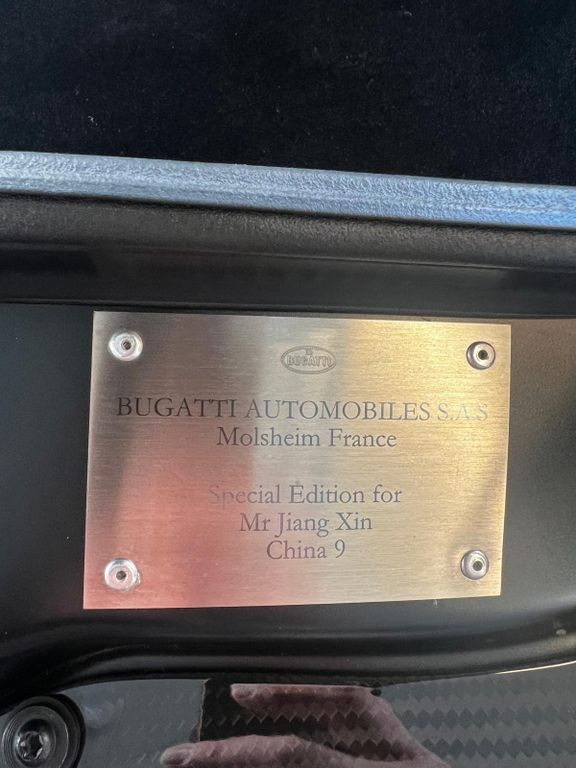 BUGATTI
BUGATTI AUTOMOBILES S.A.S
Molsheim France
Special Edition for
Mr Jiang Xin
China 9